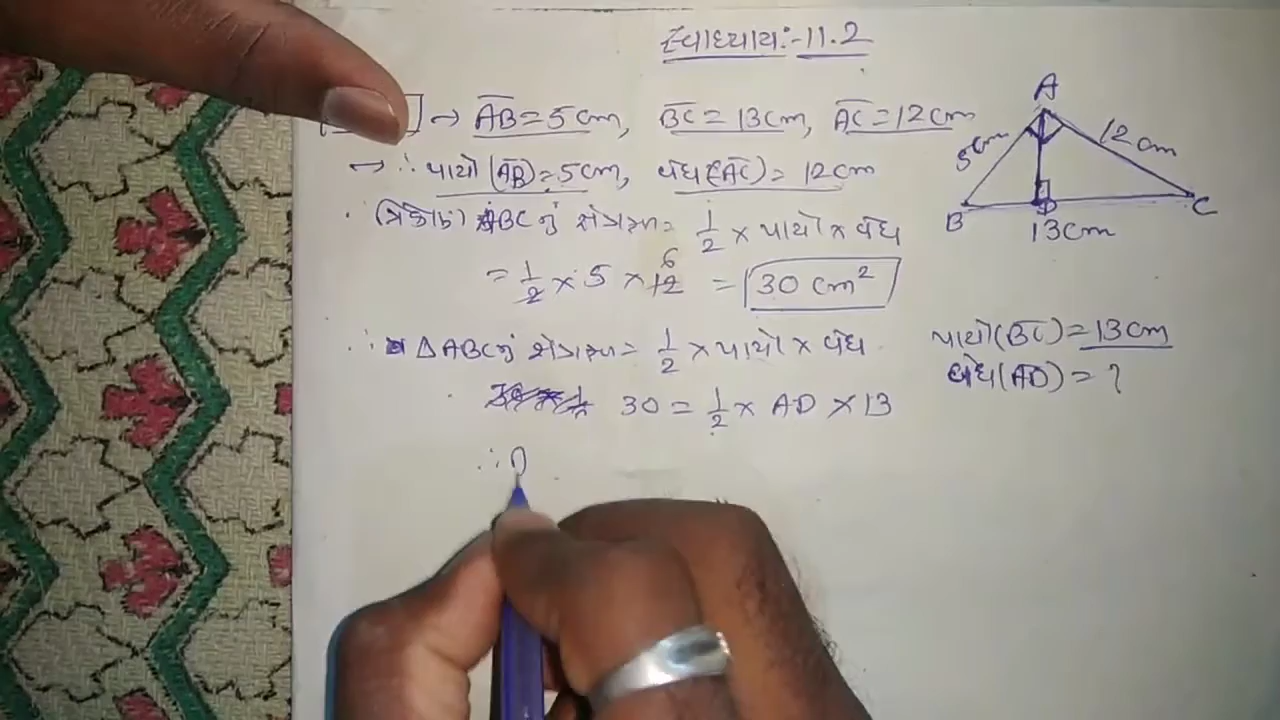 સ્વાધ્યાય:-11.2
→ AB = 5 cm, BC = 13 cm, AC = 12 cm
→ ∴ પાયો (AB) = 5 cm, વેધ (AC) = 12 cm
. ત્રિકોણ ABC નું ક્ષેત્રફળ = 1/2 × પાયો × વેધ
= 1/2 × 5 × 12 6 = 30 cm²
∴ Δ ABC નું ક્ષેત્રફળ = 1/2 × પાયો × વેધ
30 = 1/2 × AD × 13
∴
A
5 cm
12 cm
B
D
C
13 cm
પાયો (BC) = 13 cm
વેધ (AD) = ?